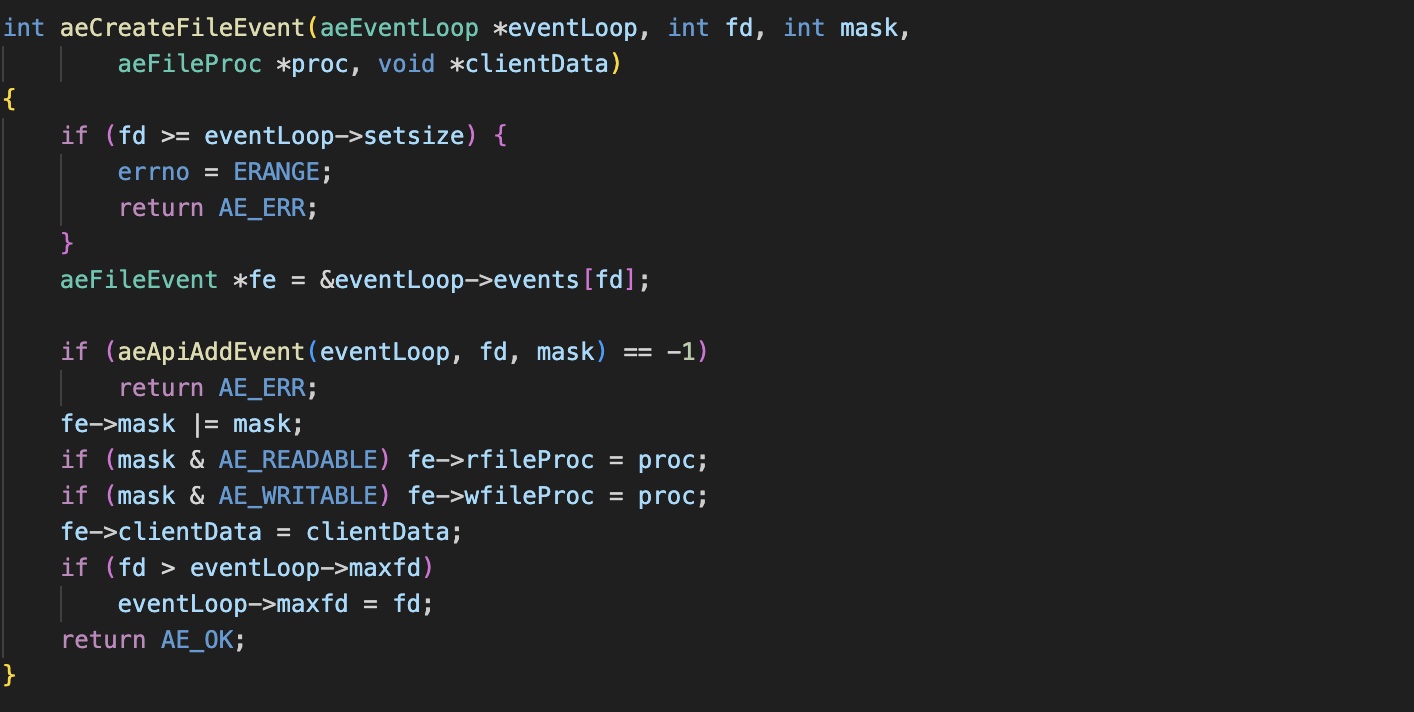 int aeCreateFileEvent(aeEventLoop *eventLoop, int fd, int mask,
        aeFileProc *proc, void *clientData)
{
    if (fd >= eventLoop->setsize) {
        errno = ERANGE;
        return AE_ERR;
    }
    aeFileEvent *fe = &eventLoop->events[fd];

    if (aeApiAddEvent(eventLoop, fd, mask) == -1)
        return AE_ERR;
    fe->mask |= mask;
    if (mask & AE_READABLE) fe->rfileProc = proc;
    if (mask & AE_WRITABLE) fe->wfileProc = proc;
    fe->clientData = clientData;
    if (fd > eventLoop->maxfd)
        eventLoop->maxfd = fd;
    return AE_OK;
}